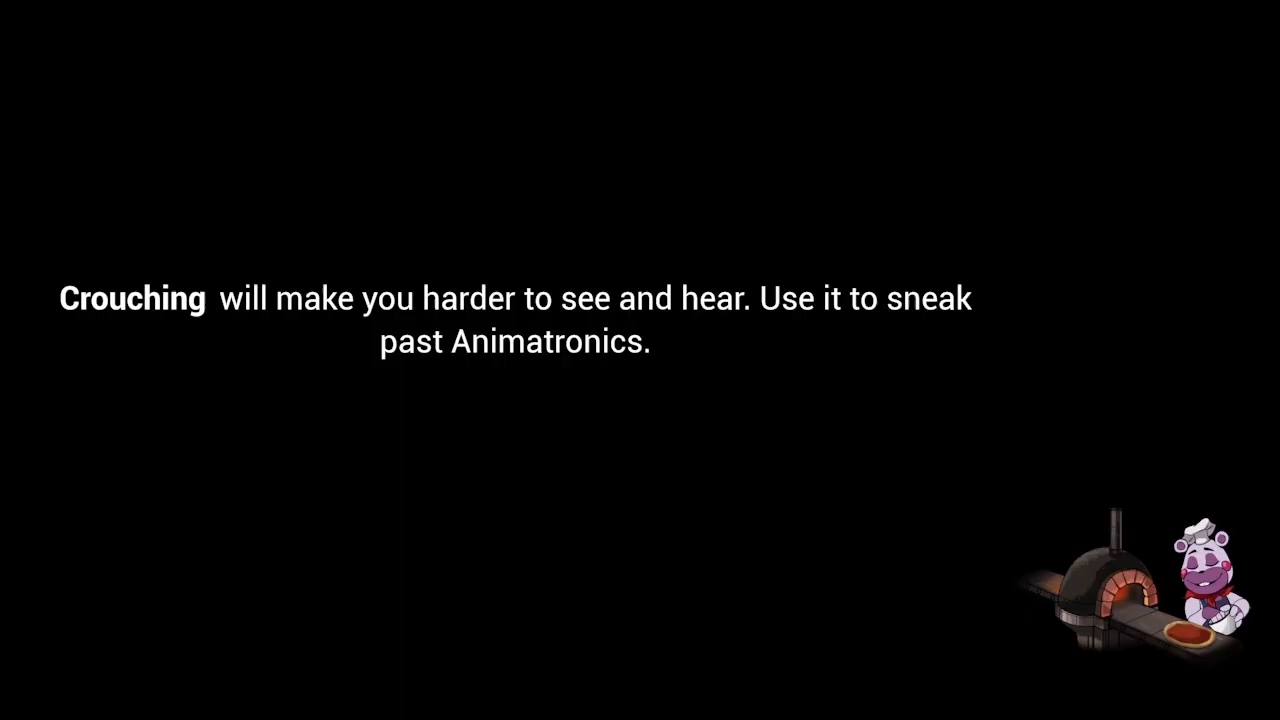 Crouching will make you harder to see and hear. Use it to sneak
past Animatronics.